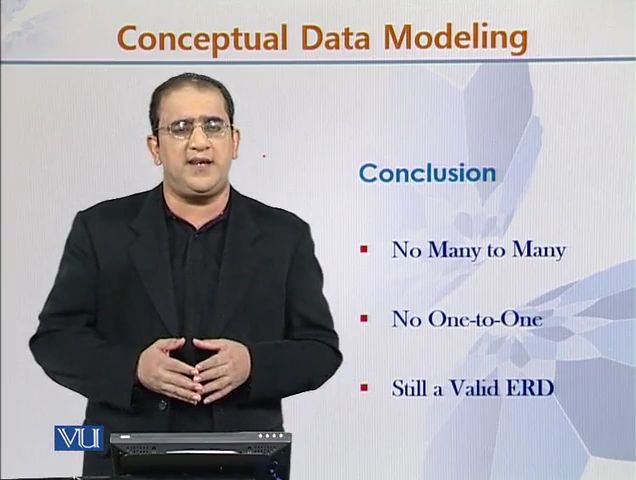 Conceptual Data Modeling
Conclusion
No Many to Many
No One-to-One
Still a Valid ERD
VU